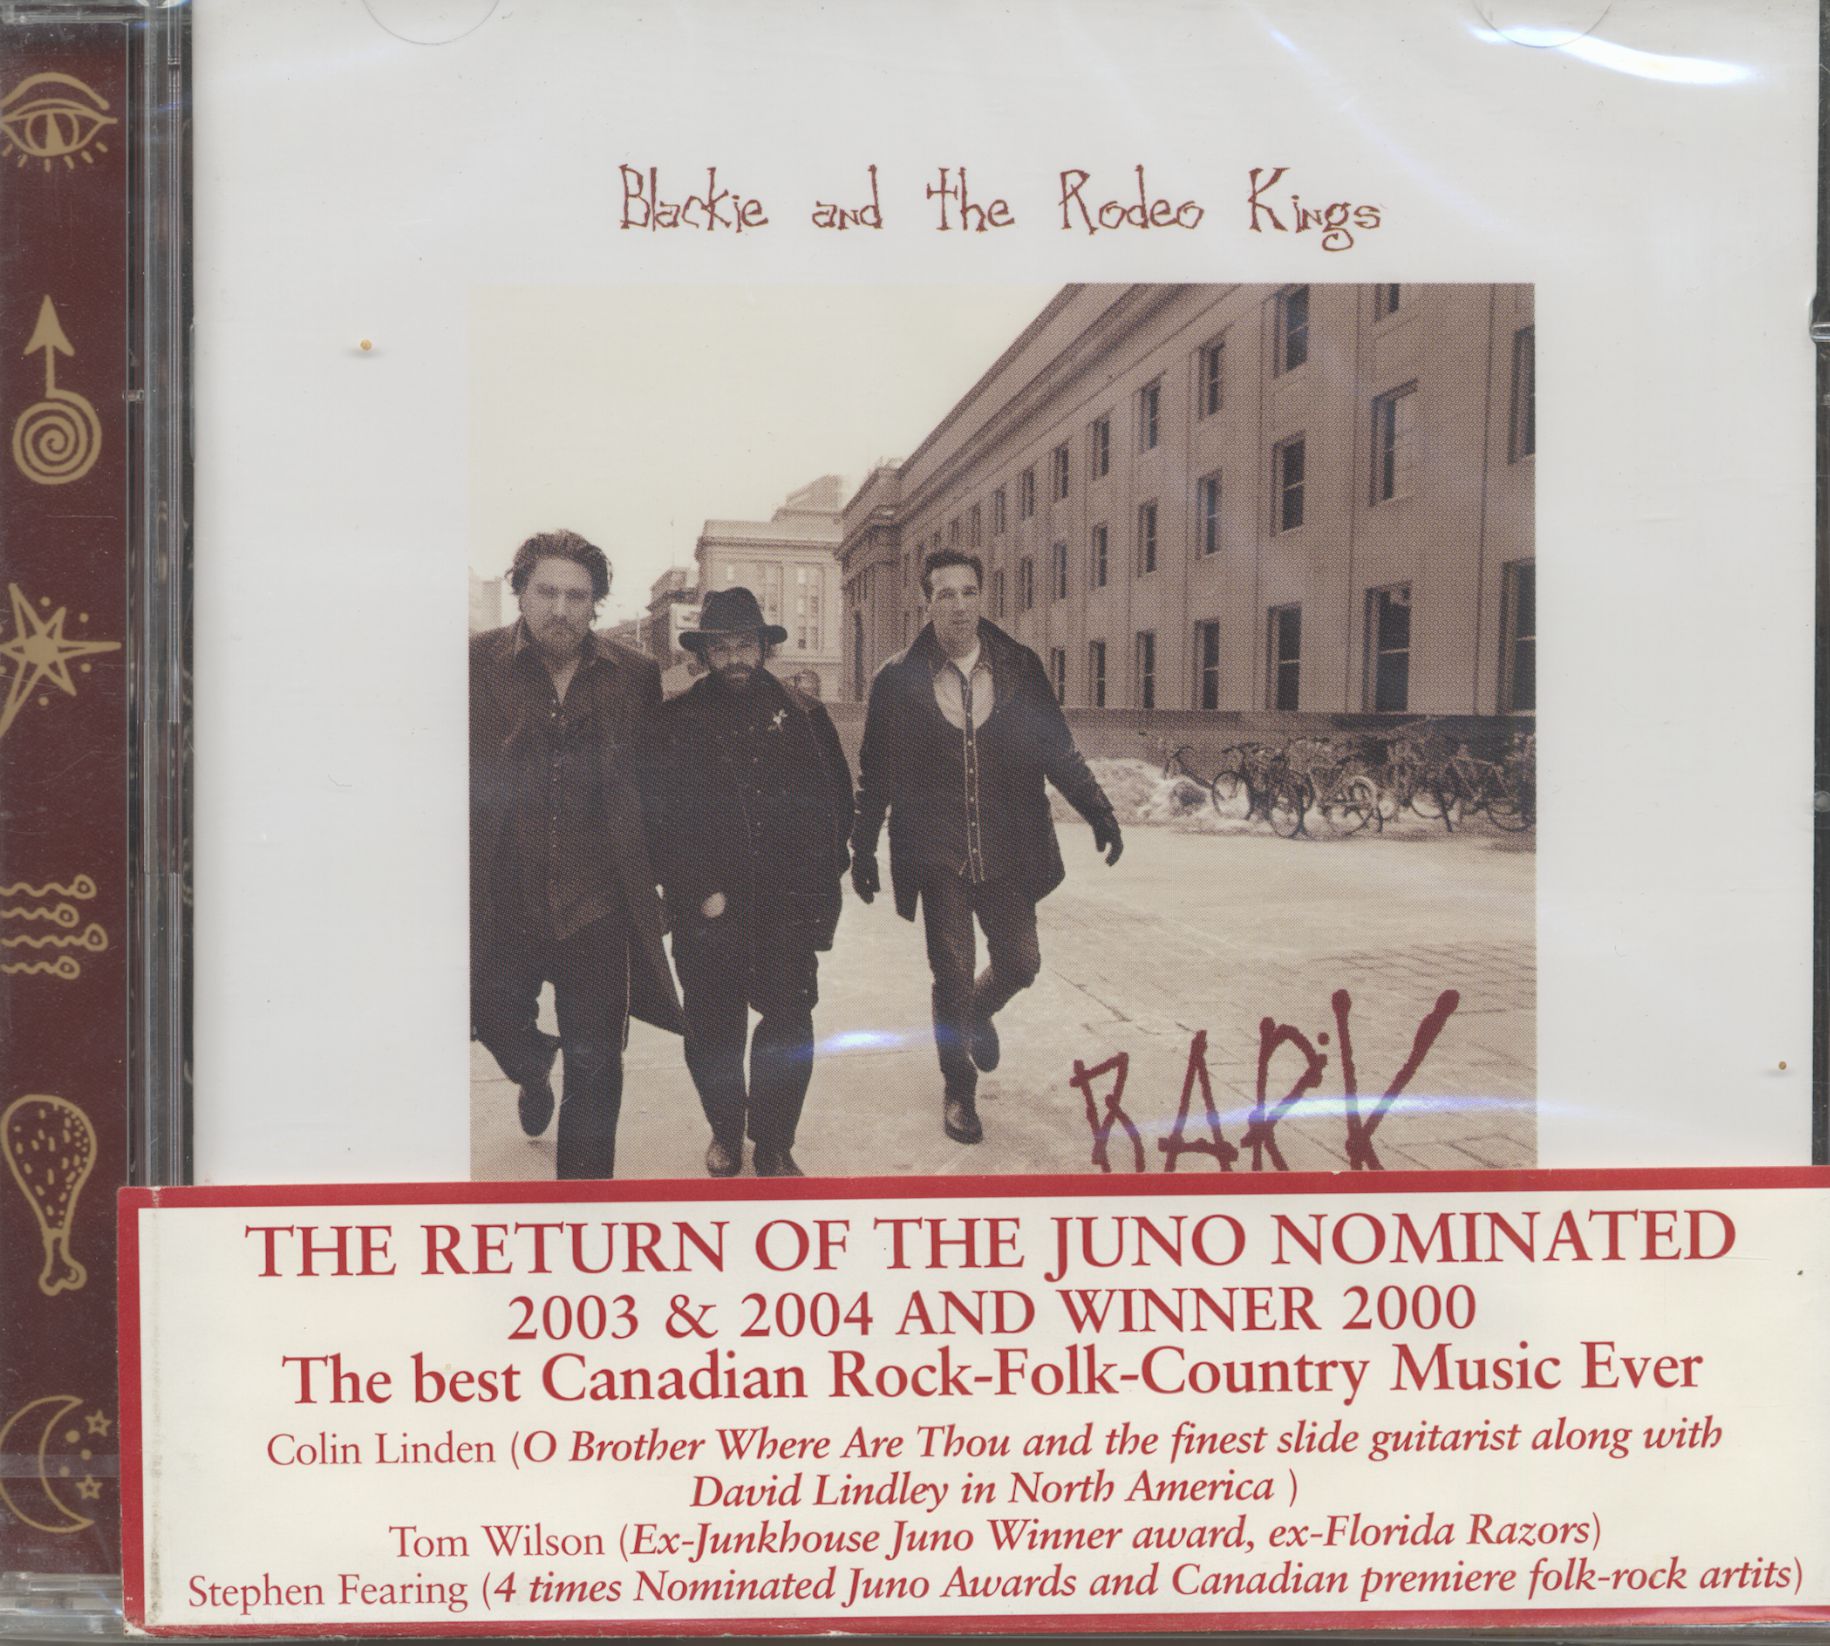 Blackie and the Rodeo Kings
BARK
THE RETURN OF THE JUNO NOMINATED
2003 & 2004 AND WINNER 2000
The best Canadian Rock-Folk-Country Music Ever
Colin Linden (O Brother Where Are Thou and the finest slide guitarist along with
David Lindley in North America )
Tom Wilson (Ex-Junkhouse Juno Winner award, ex-Florida Razors)
Stephen Fearing (4 times Nominated Juno Awards and Canadian premiere folk-rock artits)